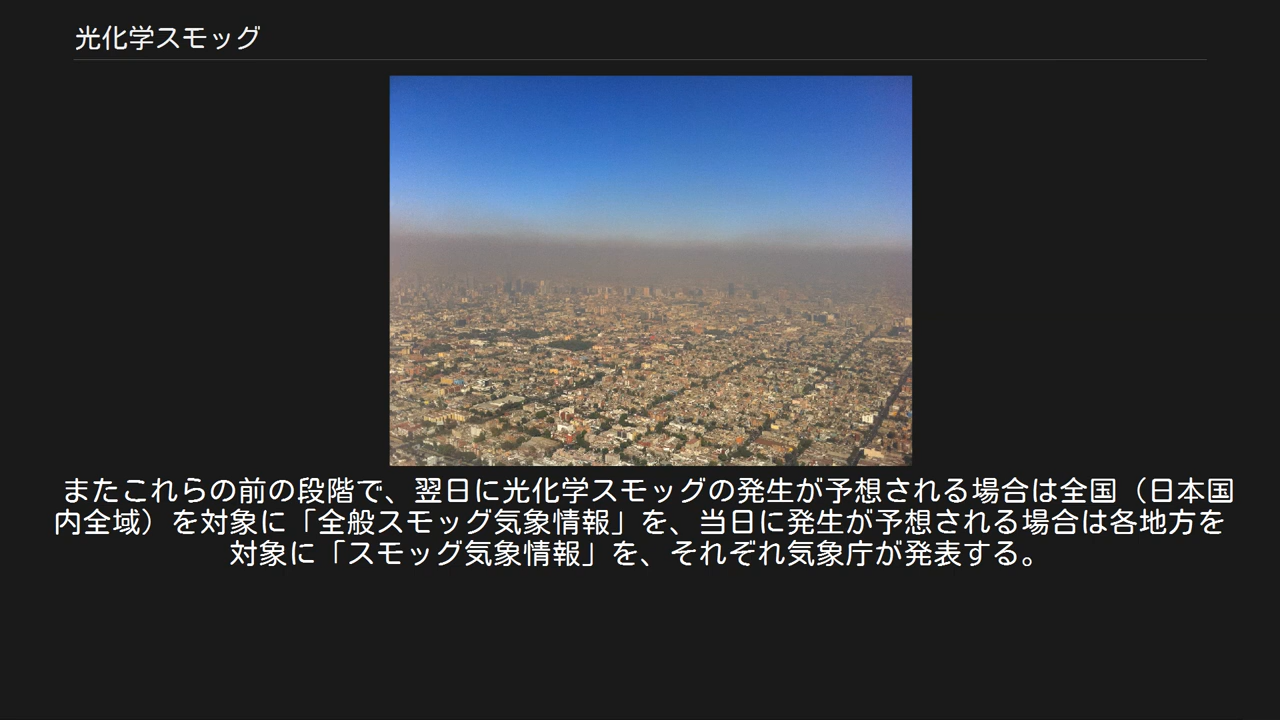 光化学スモッグ
またこれらの前の段階で、翌日に光化学スモッグの発生が予想される場合は全国（日本国
内全域）を対象に「全般スモッグ気象情報」を、当日に発生が予想される場合は各地方を
対象に「スモッグ気象情報」を、それぞれ気象庁が発表する。